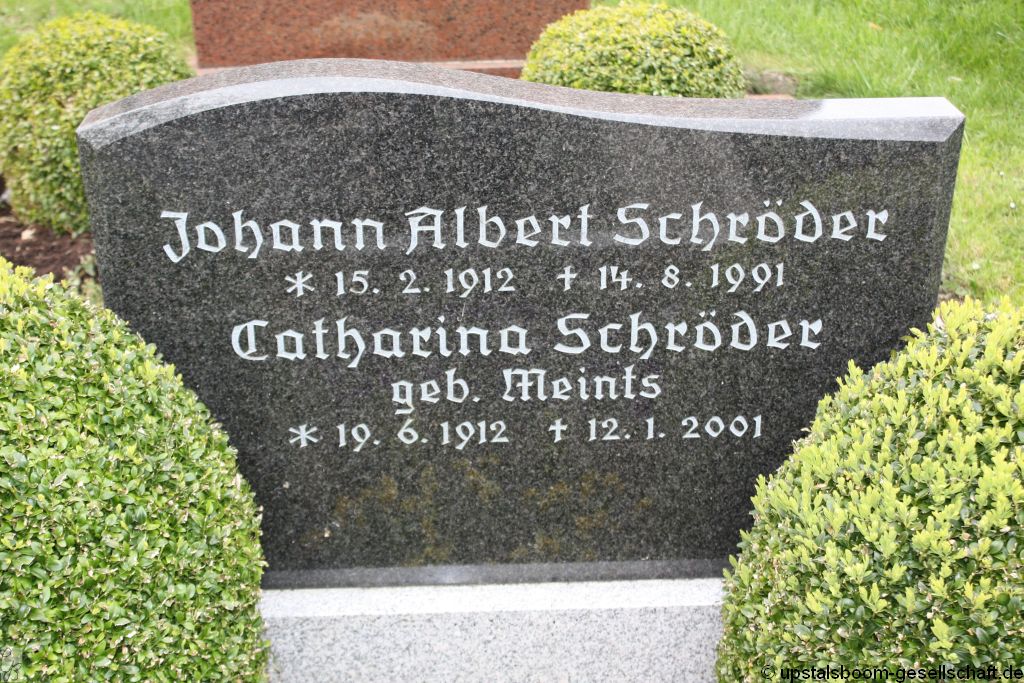 Johann Albert Schröder
* 15. 2. 1912 † 14. 8. 1991
Catharina Schröder
geb. Meints
* 19. 6. 1912 † 12. 1. 2001
© upstalsboom-gesellschaft.de